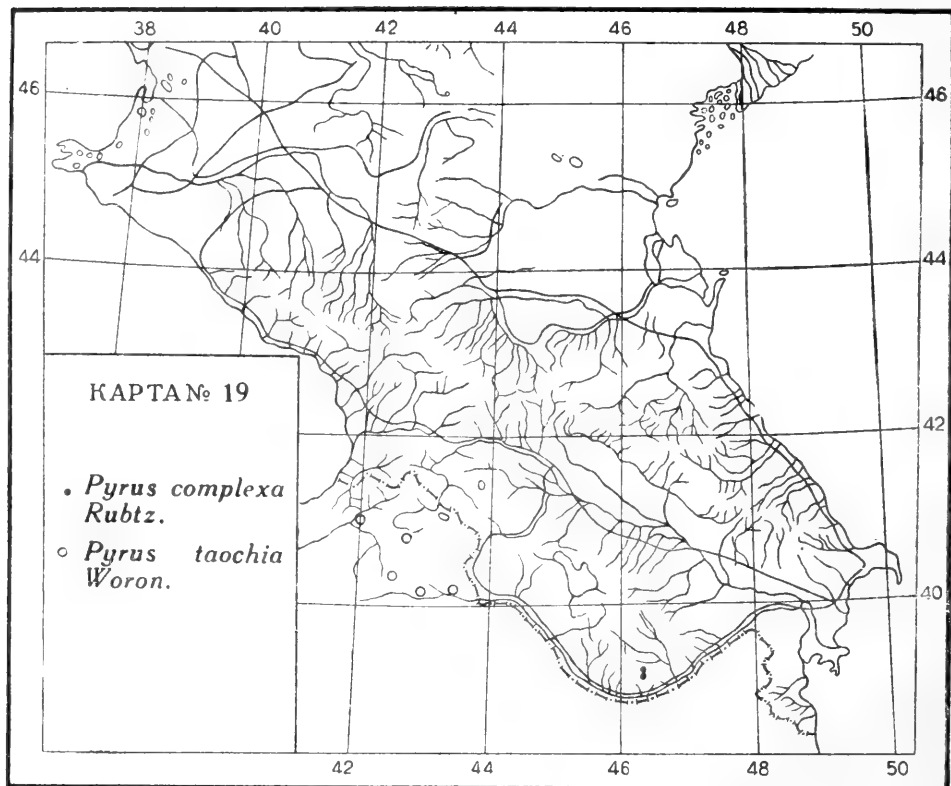 38 40 42 44 46 48 50
46 46
44 44
КАРТА № 19
42
• Pyrus complexa
Rubtz.
○ Pyrus taochia
Woron.
40
42 44 46 48 50